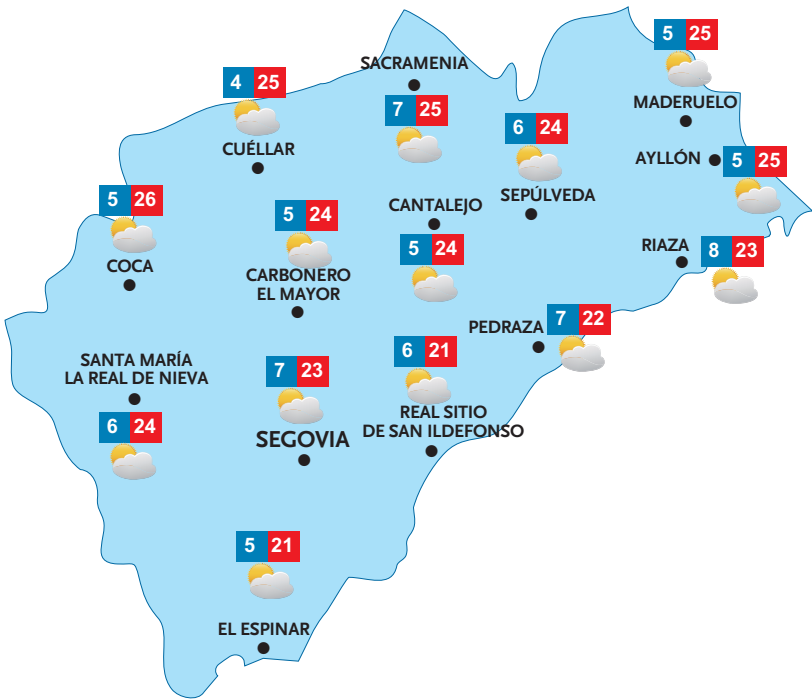 5 25
MADERUELO
SACRAMENIA
7 25
4 25
CUÉLLAR
6 24
SEPÚLVEDA
AYLLÓN
5 25
5 26
COCA
5 24
CARBONERO
EL MAYOR
CANTALEJO
5 24
RIAZA
8 23
PEDRAZA
7 22
SANTA MARÍA
LA REAL DE NIEVA
6 24
7 23
SEGOVIA
6 21
REAL SITIO
DE SAN ILDEFONSO
5 21
EL ESPINAR